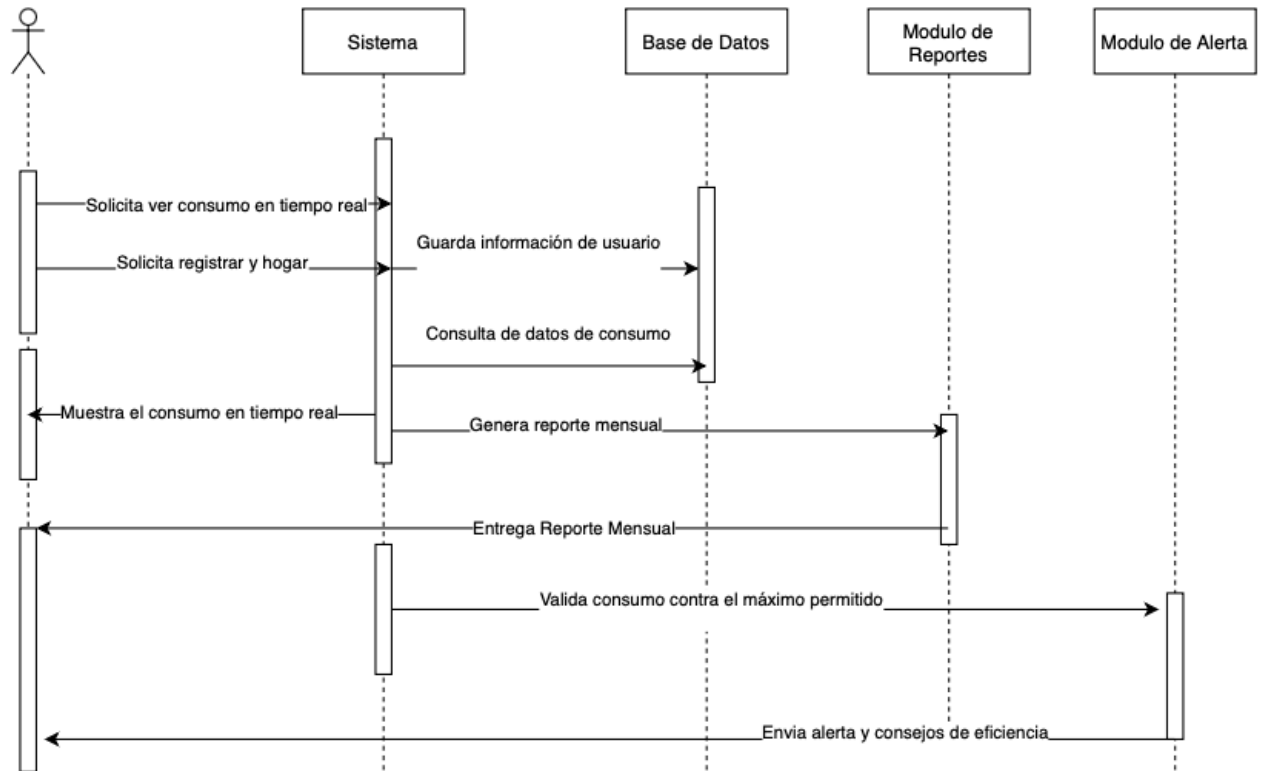 Sistema
Base de Datos
Modulo de
Reportes
Modulo de Alerta
Solicita ver consumo en tiempo real
Guarda información de usuario
Solicita registrar y hogar
Consulta de datos de consumo
Muestra el consumo en tiempo real
Genera reporte mensual
Entrega Reporte Mensual
Valida consumo contra el máximo permitido
Envia alerta y consejos de eficiencia